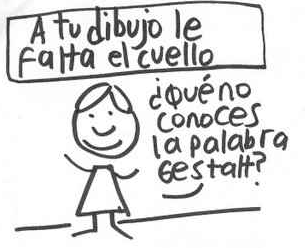 A tu dibujo le
falta el cuello
¿Qué no
conoces
la palabra
Gestalt?